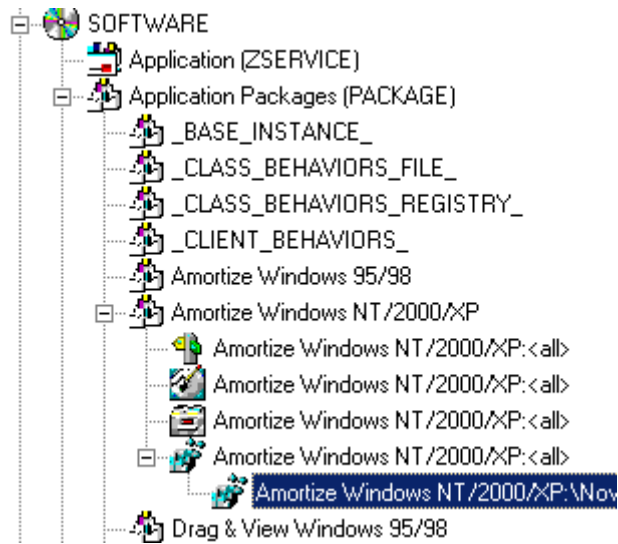 SOFTWARE
Application (ZSERVICE)
Application Packages (PACKAGE)
_BASE_INSTANCE_
_CLASS_BEHAVIORS_FILE_
_CLASS_BEHAVIORS_REGISTRY_
_CLIENT_BEHAVIORS_
Amortize Windows 95/98
Amortize Windows NT/2000/XP
Amortize Windows NT/2000/XP:<all>
Amortize Windows NT/2000/XP:<all>
Amortize Windows NT/2000/XP:<all>
Amortize Windows NT/2000/XP:<all>
Amortize Windows NT/2000/XP:\Nov
Drag & View Windows 95/98